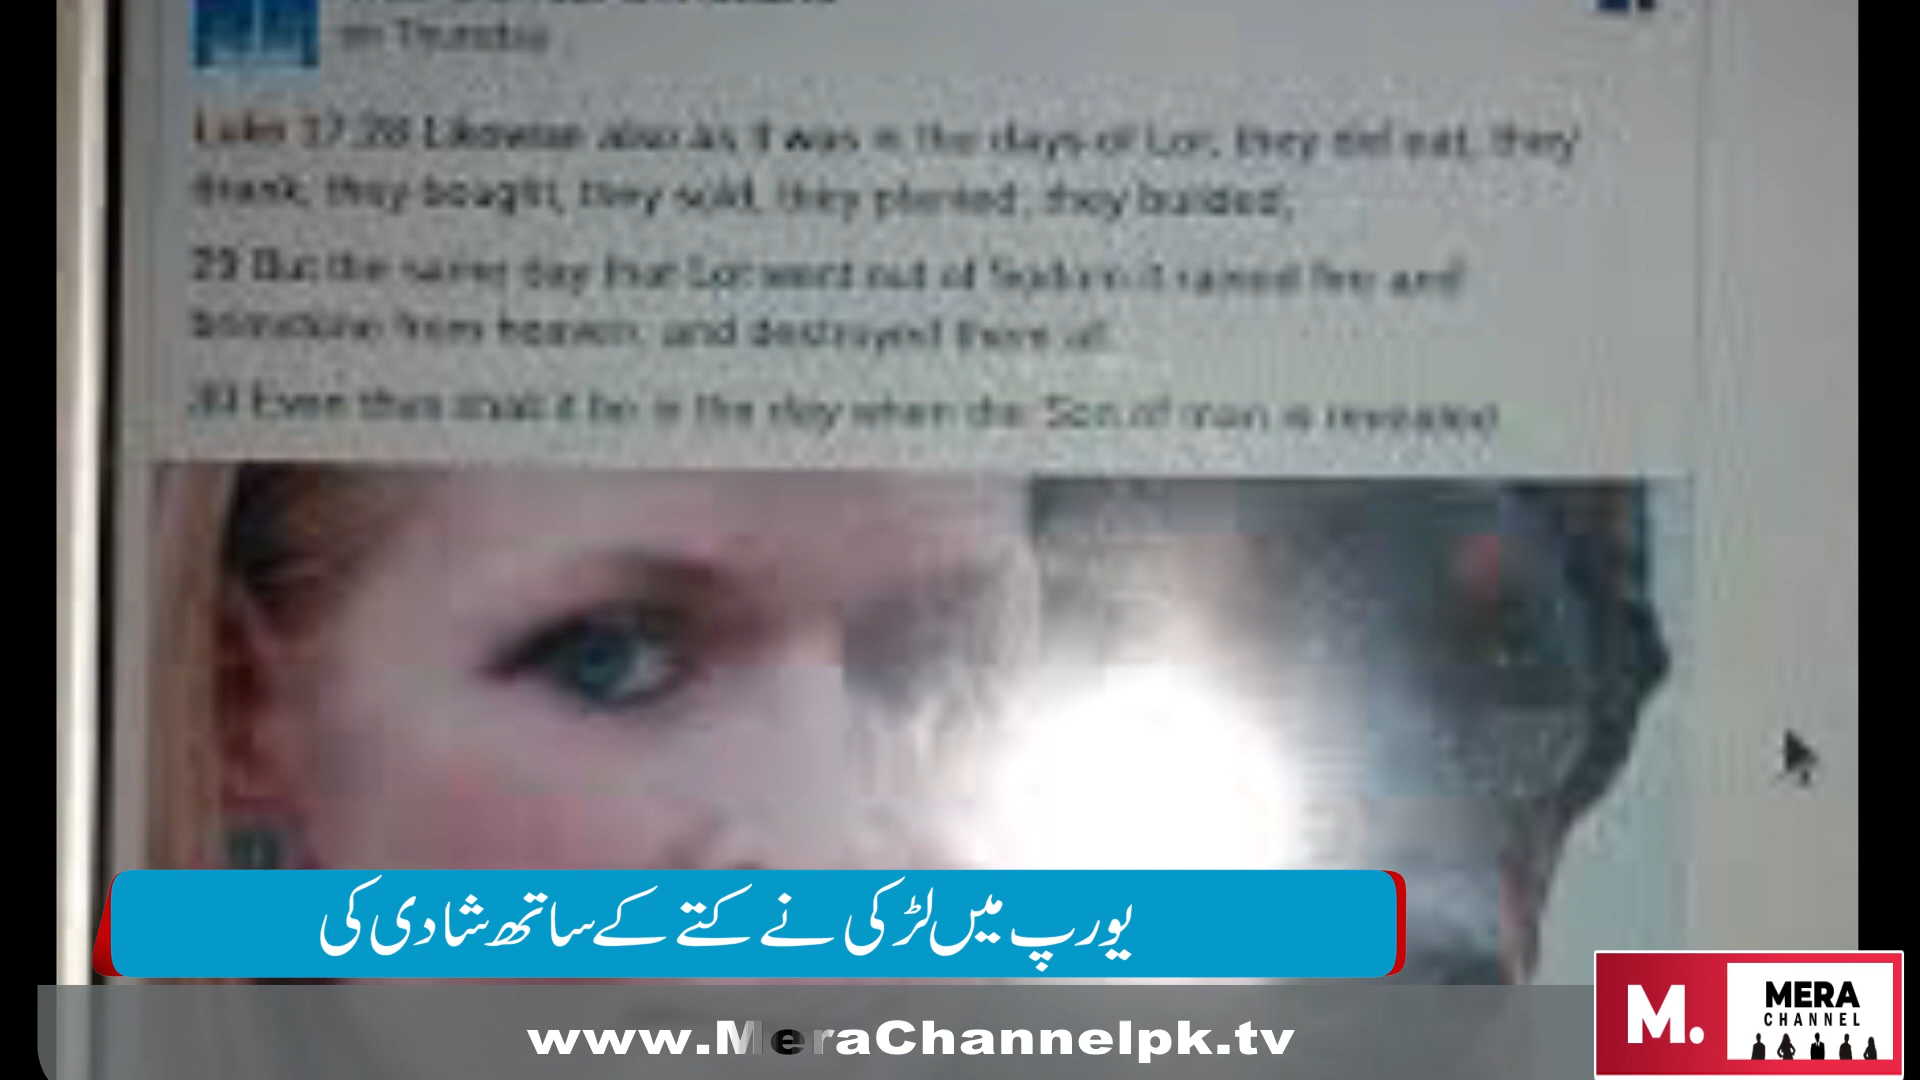 on Thursday
Luke 17:28 Likewise also as it was in the days of Lot, they did eat, they
drank, they bought, they sold, they planted, they builded;
29 But the same day that Lot went out of Sodom it rained fire and
brimstone from heaven, and destroyed them all.
30 Even thus shall it be in the day when the Son of man is revealed
یورپ میں لڑکی نے کتے کے ساتھ شادی کی
www.MeraChannelpk.tv
M.
MERA
CHANNEL